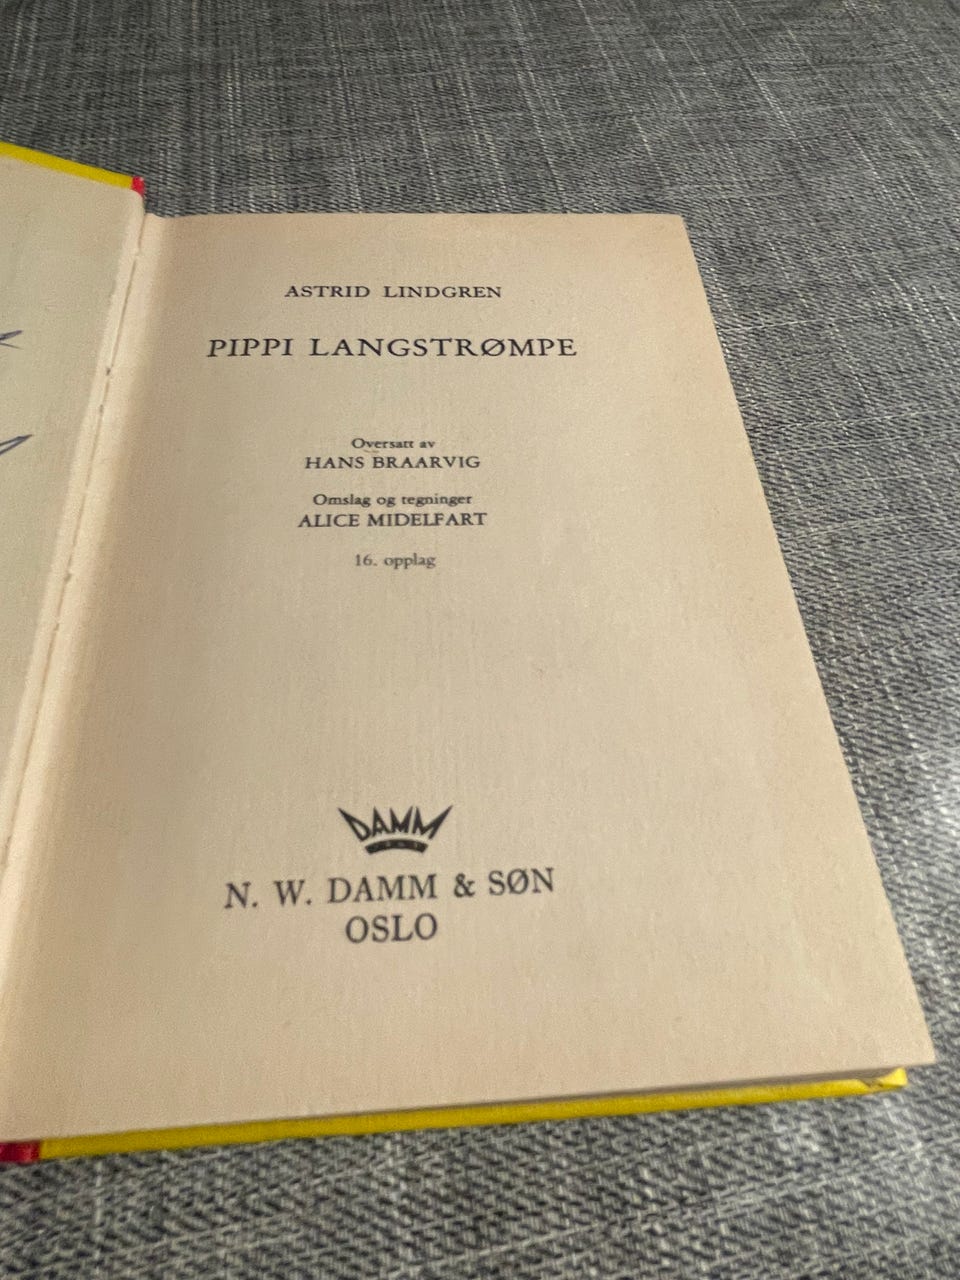 ASTRID LINDGREN
PIPPI LANGSTRØMPE
Oversatt av
HANS BRAARVIG
Omslag og tegninger
ALICE MIDELFART
16. opplag
DAMM
N. W. DAMM & SØN
OSLO